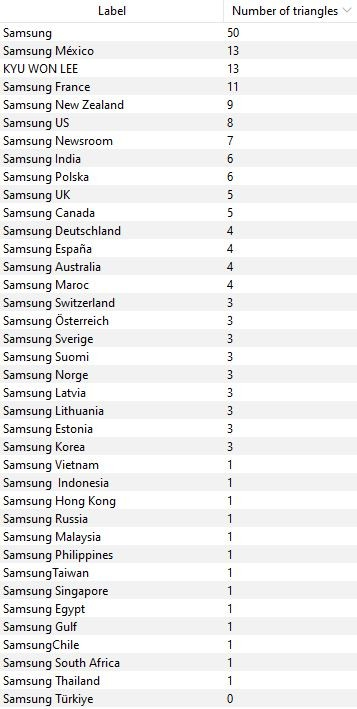 Label Number of triangles
Samsung 50
Samsung México 13
KYU WON LEE 13
Samsung France 11
Samsung New Zealand 9
Samsung US 8
Samsung Newsroom 7
Samsung India 6
Samsung Polska 6
Samsung UK 5
Samsung Canada 5
Samsung Deutschland 4
Samsung España 4
Samsung Australia 4
Samsung Maroc 4
Samsung Switzerland 3
Samsung Österreich 3
Samsung Sverige 3
Samsung Suomi 3
Samsung Norge 3
Samsung Latvia 3
Samsung Lithuania 3
Samsung Estonia 3
Samsung Korea 3
Samsung Vietnam 1
Samsung  Indonesia 1
Samsung Hong Kong 1
Samsung Russia 1
Samsung Malaysia 1
Samsung Philippines 1
SamsungTaiwan 1
Samsung Singapore 1
Samsung Egypt 1
Samsung Gulf 1
SamsungChile 1
Samsung South Africa 1
Samsung Thailand 1
Samsung Türkiye 0